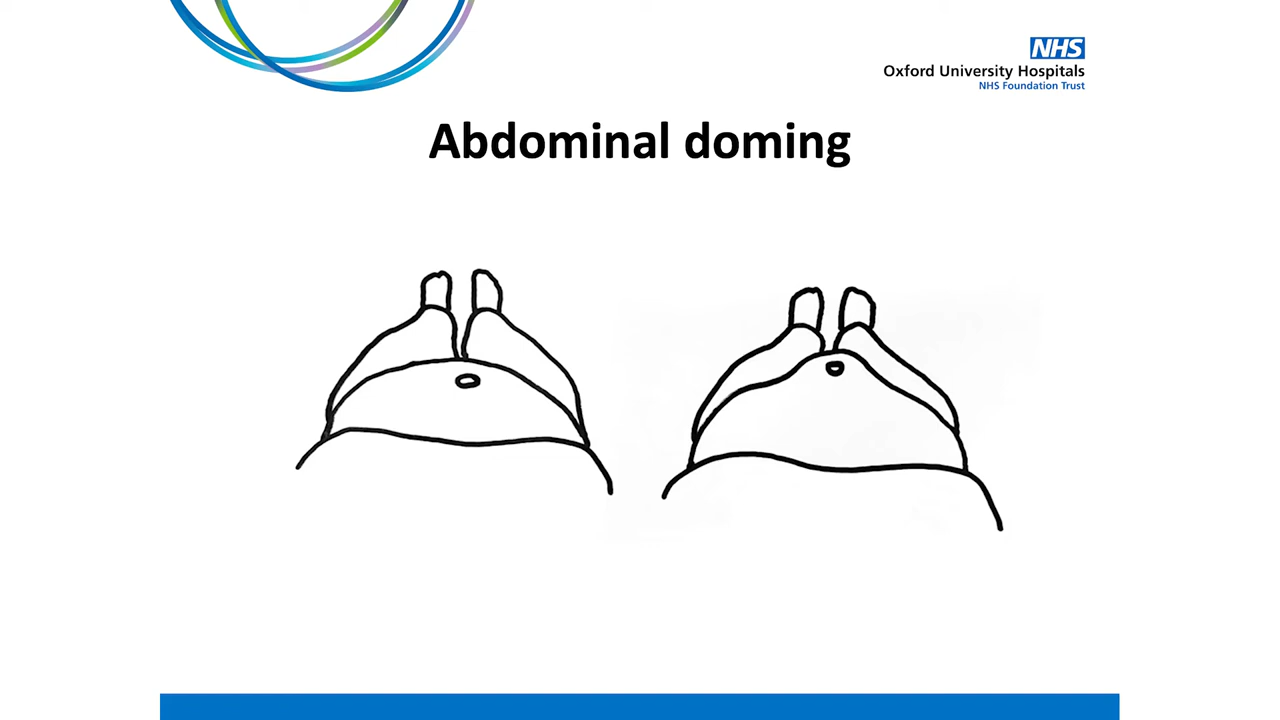 NHS
Oxford University Hospitals
NHS Foundation Trust
Abdominal doming